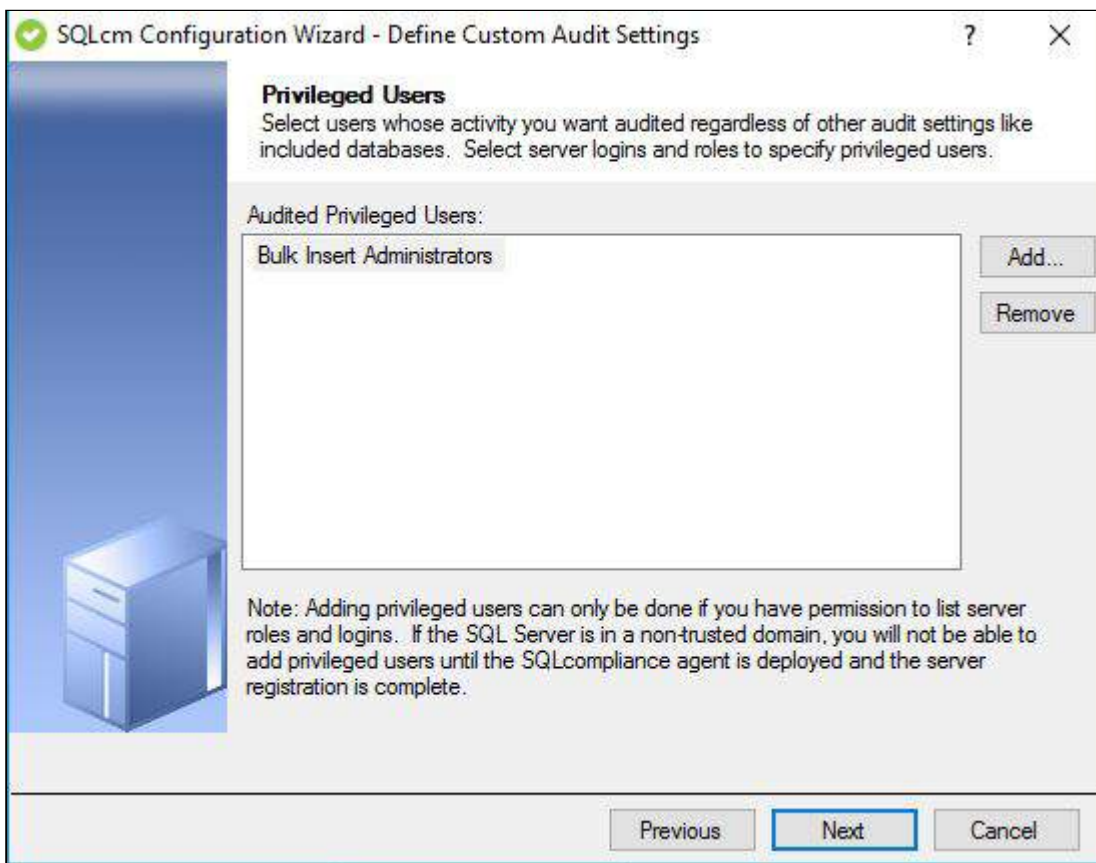 SQLcm Configuration Wizard - Define Custom Audit Settings
?
Privileged Users
Select users whose activity you want audited regardless of other audit settings like
included databases. Select server logins and roles to specify privileged users.
Audited Privileged Users:
Bulk Insert Administrators
Add...
Remove
Note: Adding privileged users can only be done if you have permission to list server
roles and logins. If the SQL Server is in a non-trusted domain, you will not be able to
add privileged users until the SQLcompliance agent is deployed and the server
registration is complete.
Previous
Next
Cancel